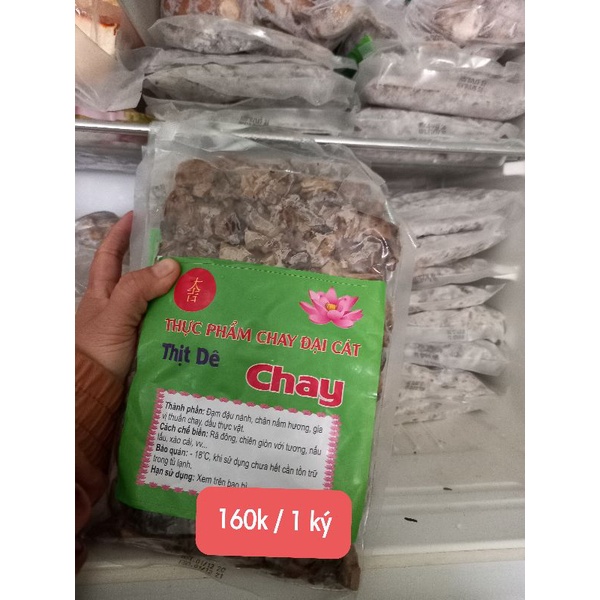 THỰC PHẨM CHAY ĐẠI CÁT
Thịt Dê
Chay
Thành phần: Đạm đậu nành, chân nấm hương, gia
vị thuần chay, dầu thực vật.
Cách chế biến: Rã đông, chiên giòn với tương, nấu
lẩu, xào cải, vv...
Bảo quản: - 18°C, khi sử dụng chưa hết cần tồn trữ
trong tủ lạnh.
Hạn sử dụng: Xem trên bao bì
160k / 1 ký